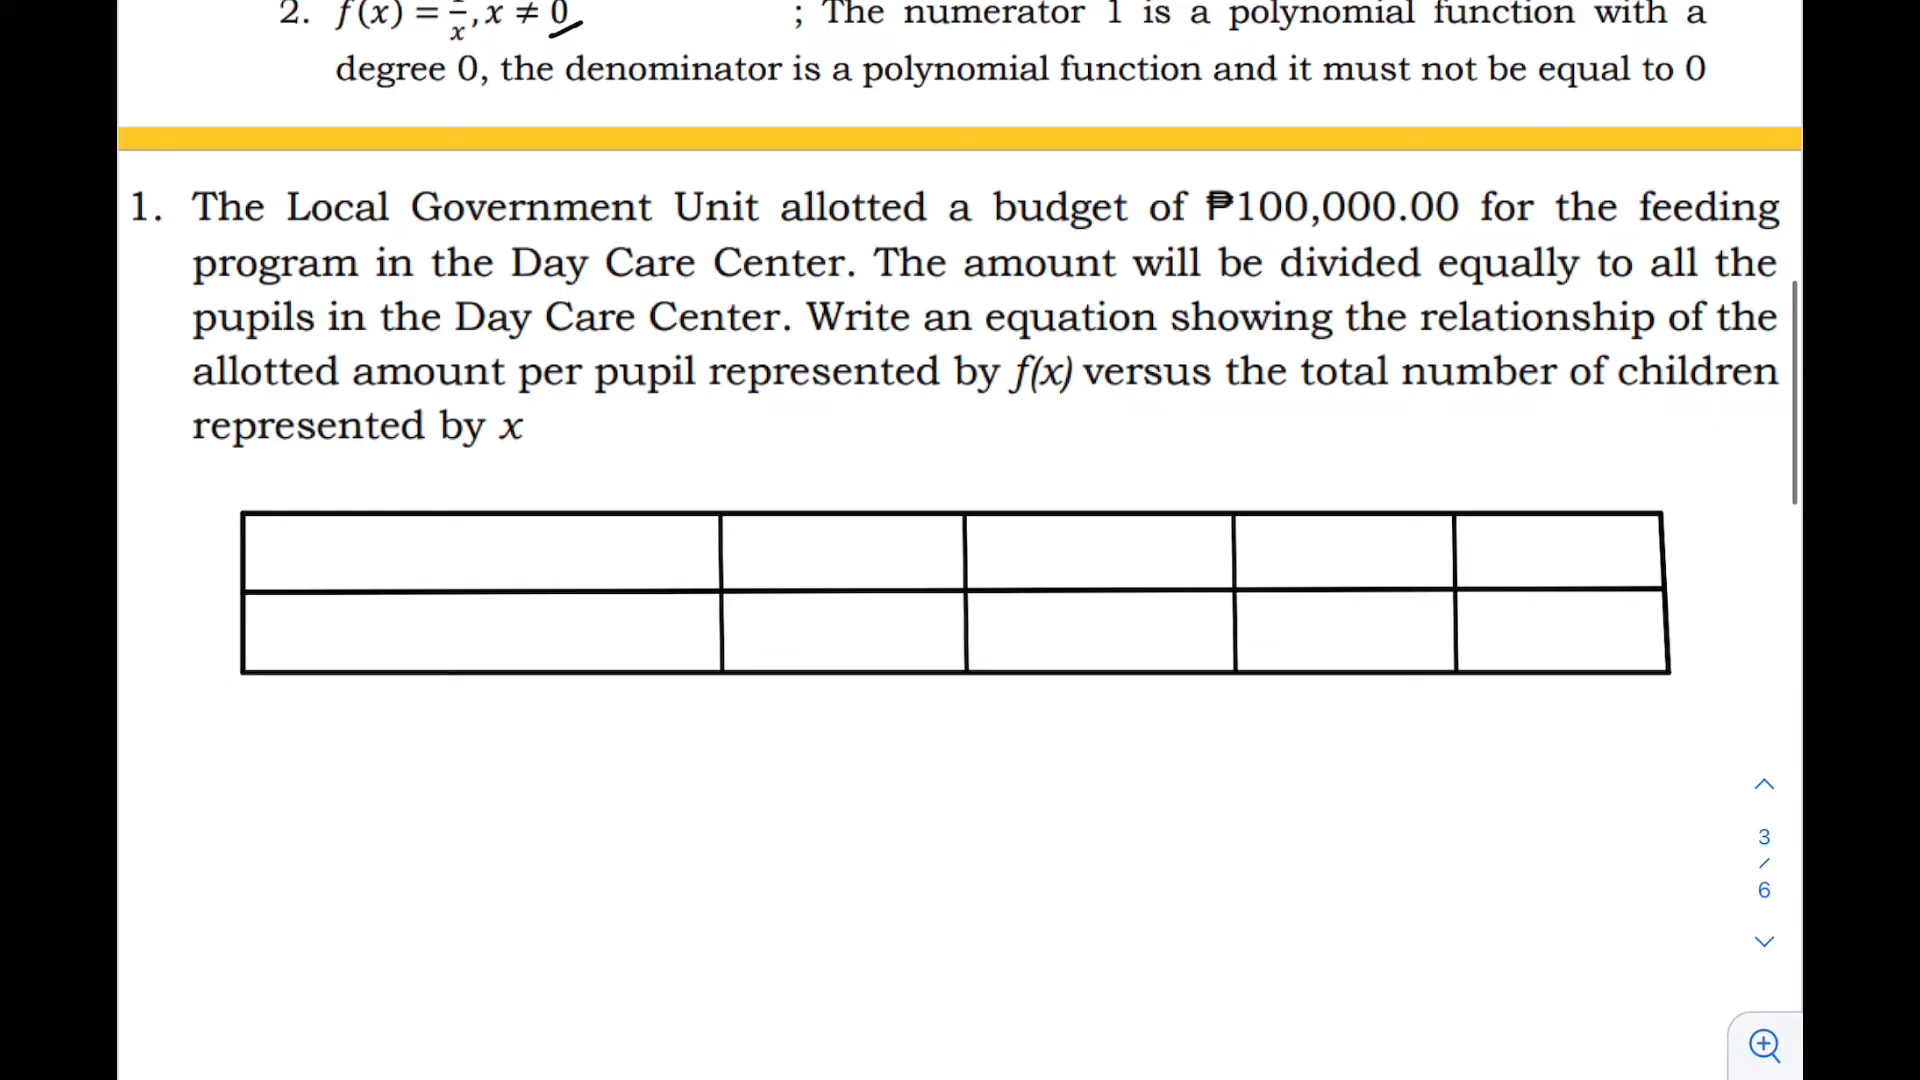 2. f(x) = 1/x, x ≠ 0 ; The numerator 1 is a polynomial function with a
degree 0, the denominator is a polynomial function and it must not be equal to 0
1. The Local Government Unit allotted a budget of ₱100,000.00 for the feeding
program in the Day Care Center. The amount will be divided equally to all the
pupils in the Day Care Center. Write an equation showing the relationship of the
allotted amount per pupil represented by f(x) versus the total number of children
represented by x
3
/
6